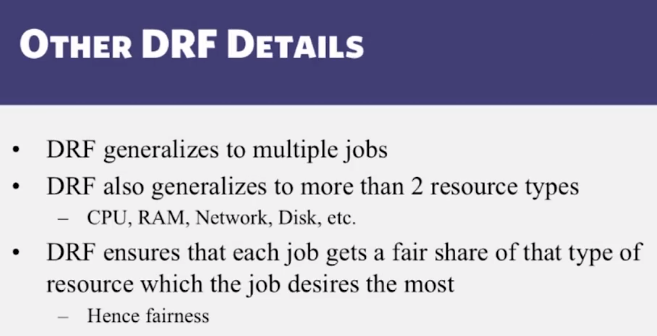 OTHER DRF DETAILS
• DRF generalizes to multiple jobs
• DRF also generalizes to more than 2 resource types
– CPU, RAM, Network, Disk, etc.
• DRF ensures that each job gets a fair share of that type of
resource which the job desires the most
– Hence fairness